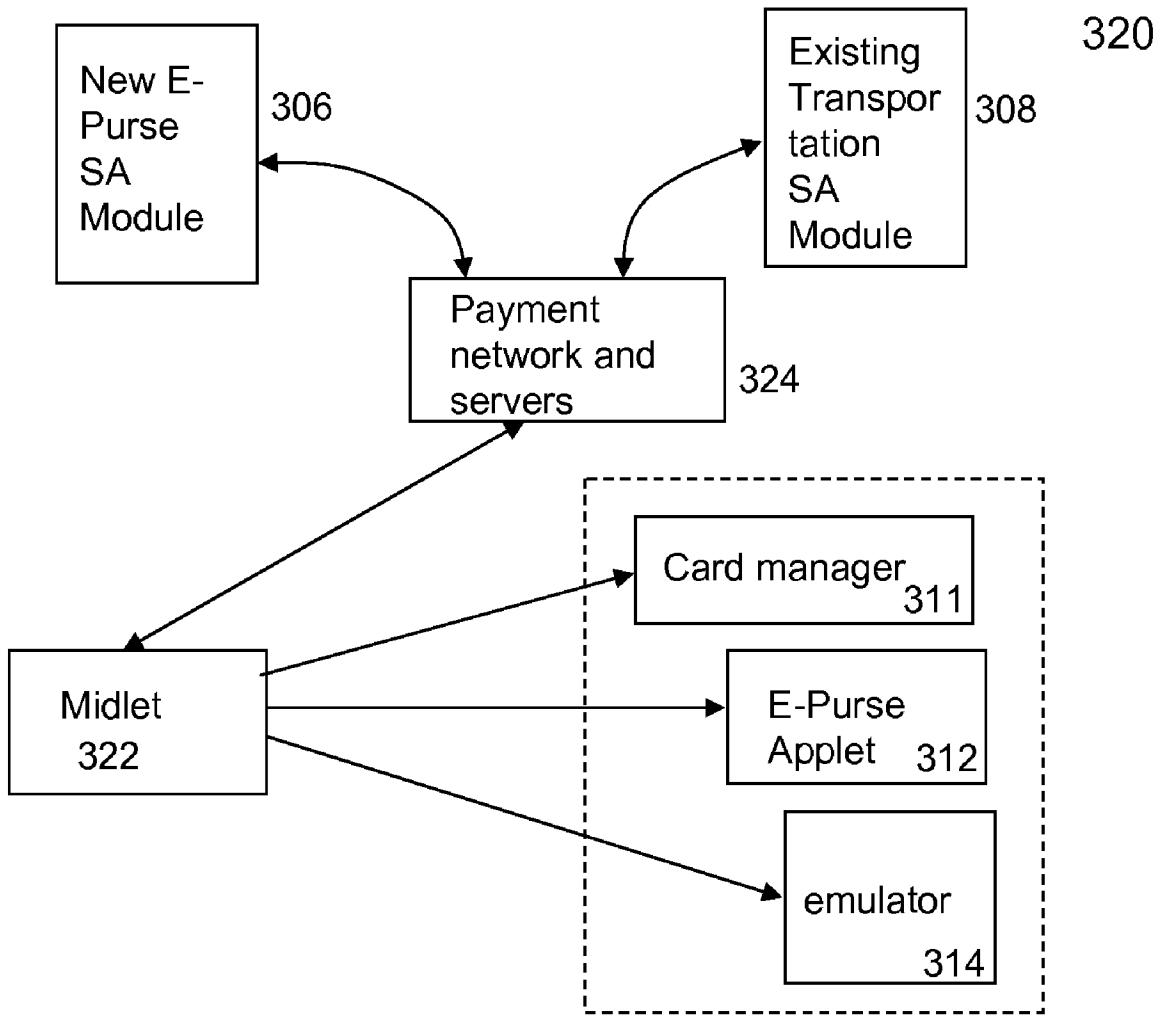 320
New E-
Purse
SA
Module
306
Existing
Transpor
tation
SA
Module
308
Payment
network and
servers
324
Card manager
311
Midlet
322
E-Purse
Applet
312
emulator
314